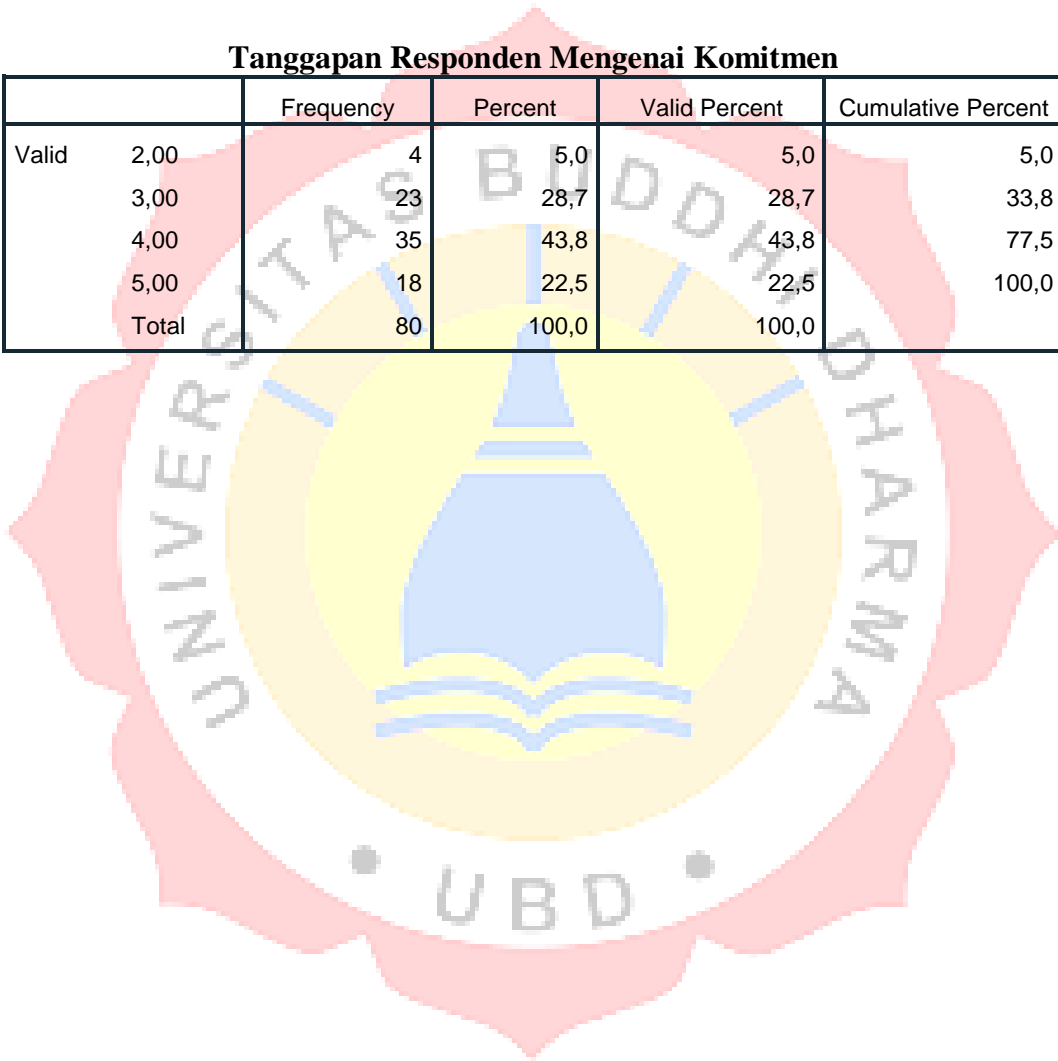 Tanggapan Responden Mengenai Komitmen
Frequency Percent Valid Percent Cumulative Percent
Valid 2,00 4 5,0 5,0 5,0
3,00 23 28,7 28,7 33,8
4,00 35 43,8 43,8 77,5
5,00 18 22,5 22,5 100,0
Total 80 100,0 100,0
UNIVERSITAS BUDDHI DHARMA
• UBD •